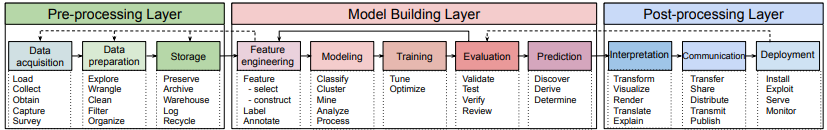 Pre-processing Layer
Model Building Layer
Post-processing Layer
Data
acquisition
Data
preparation
Storage
Feature
engineering
Modeling
Training
Evaluation
Prediction
Interpretation
Communication
Deployment
Load
Collect
Obtain
Capture
Survey
Explore
Wrangle
Clean
Filter
Organize
Preserve
Archive
Warehouse
Log
Recycle
Feature
- select
- construct
Label
Annotate
Classify
Cluster
Mine
Analyze
Process
Tune
Optimize
Validate
Test
Verify
Review
Discover
Derive
Determine
Transform
Visualize
Render
Translate
Explain
Transfer
Share
Distribute
Transmit
Publish
Install
Exploit
Serve
Monitor